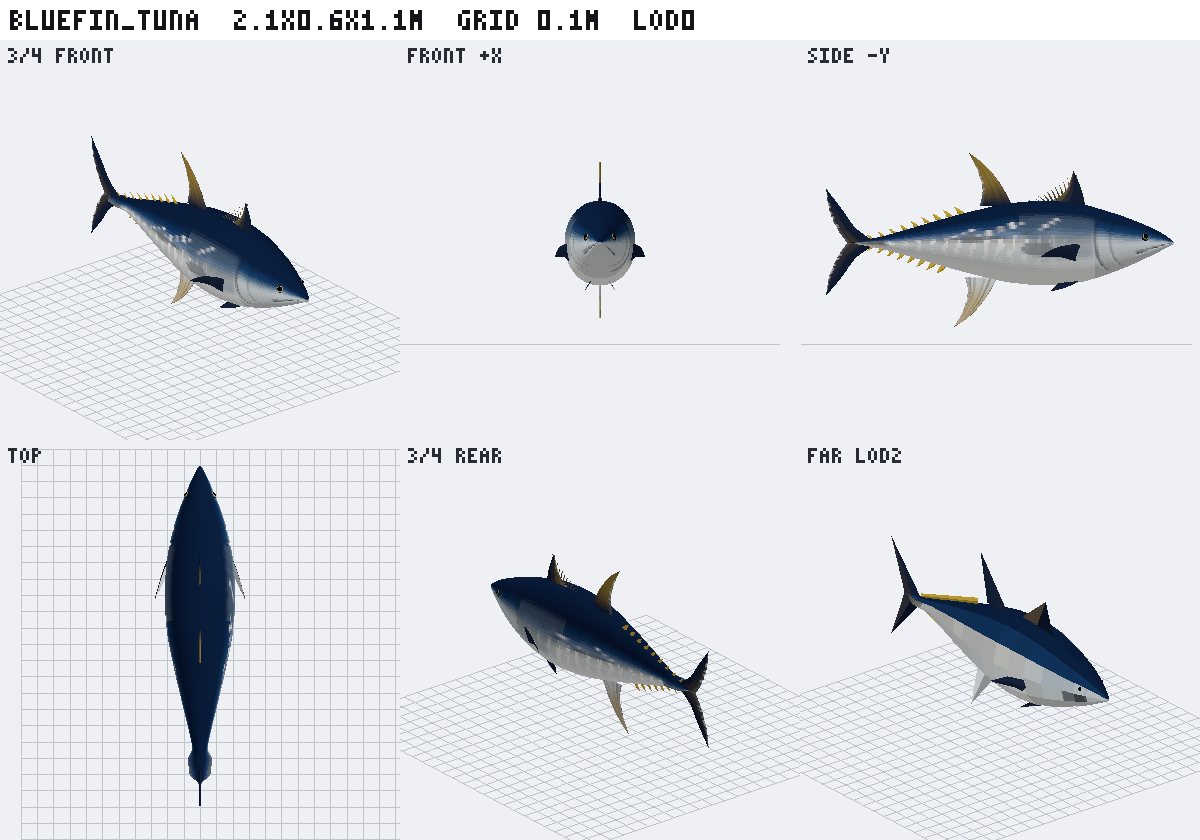 BLUEFIN_TUNA 2.1X0.6X1.1M GRID 0.1M LOD0
3/4 FRONT
FRONT +X
SIDE -Y
TOP
3/4 REAR
FAR LOD2